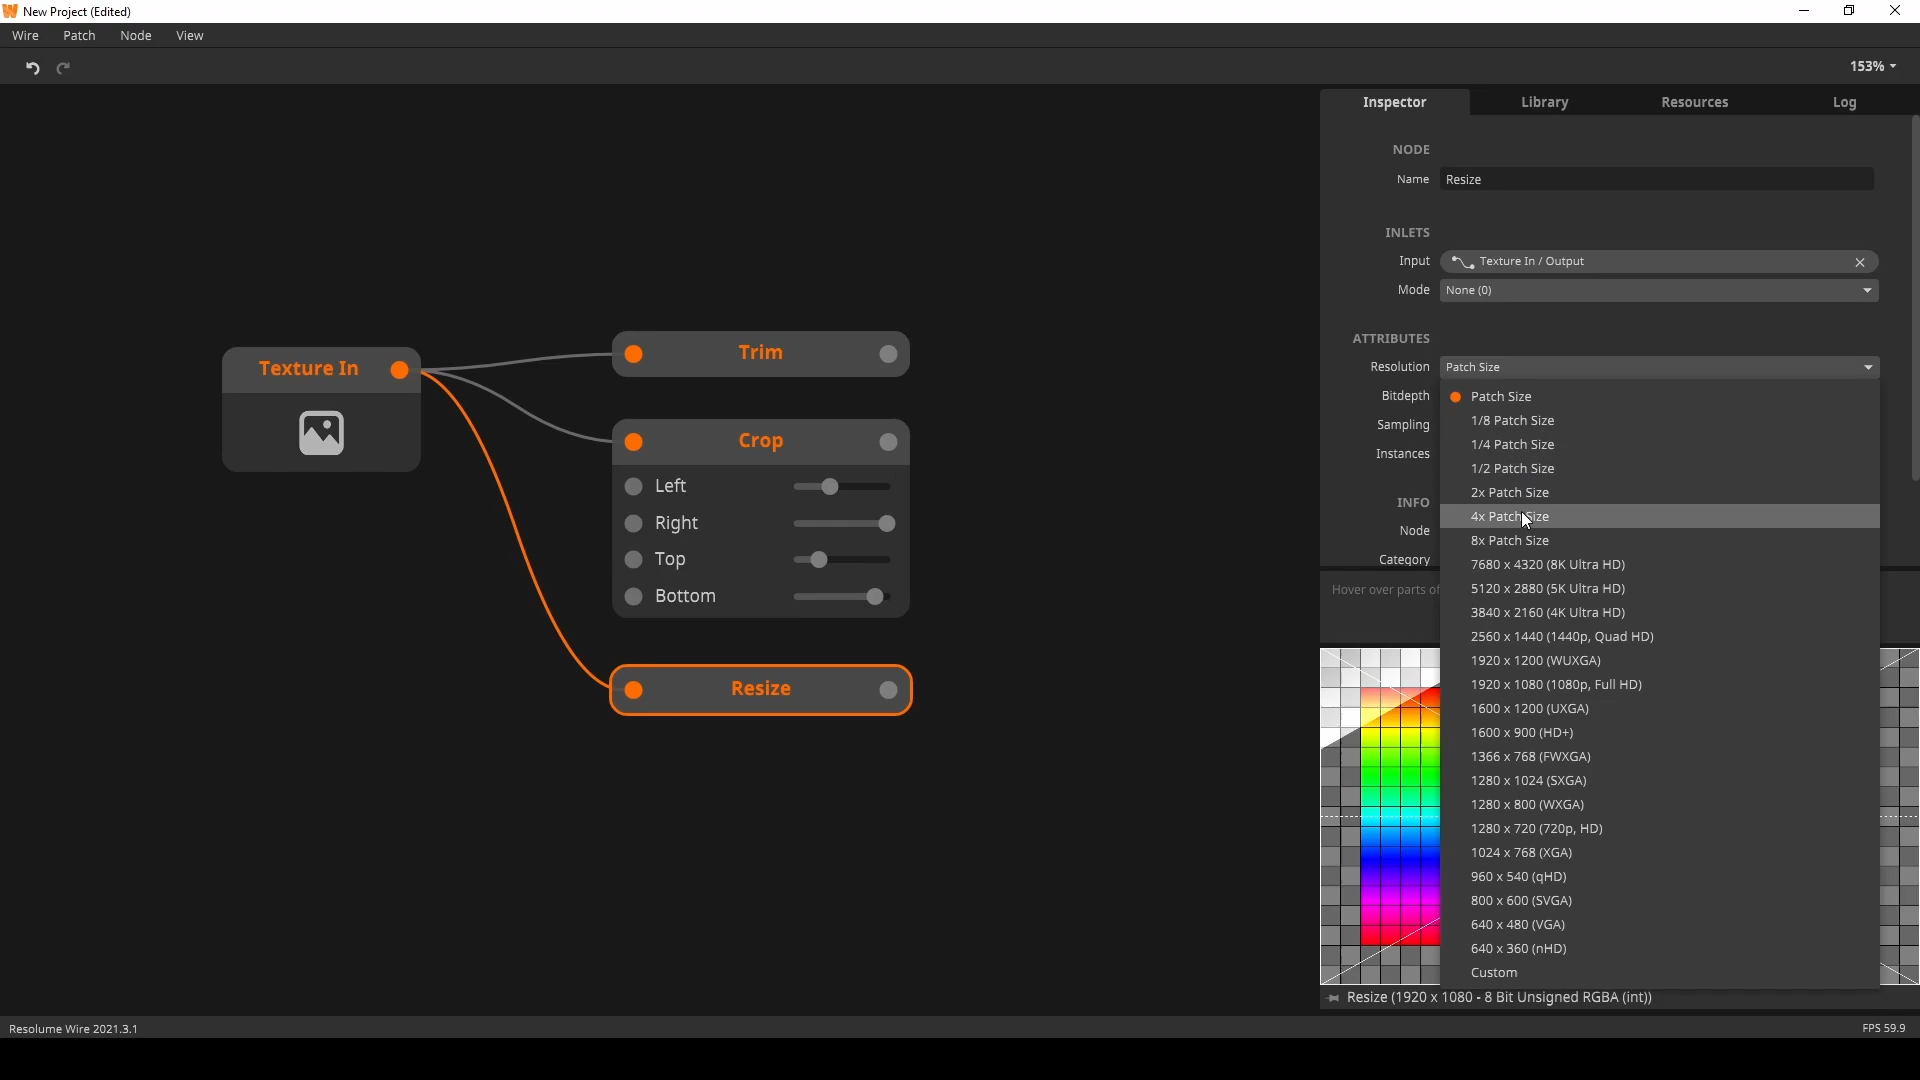 New Project (Edited)
Wire Patch Node View
153%
Inspector Library Resources Log
NODE
Name Resize
INLETS
Input Texture In / Output
Mode None (0)
ATTRIBUTES
Resolution Patch Size
Bitdepth
Sampling
Instances
INFO
Node
Category
Hover over parts of
Patch Size
1/8 Patch Size
1/4 Patch Size
1/2 Patch Size
2x Patch Size
4x Patch Size
8x Patch Size
7680 x 4320 (8K Ultra HD)
5120 x 2880 (5K Ultra HD)
3840 x 2160 (4K Ultra HD)
2560 x 1440 (1440p, Quad HD)
1920 x 1200 (WUXGA)
1920 x 1080 (1080p, Full HD)
1600 x 1200 (UXGA)
1600 x 900 (HD+)
1366 x 768 (FWXGA)
1280 x 1024 (SXGA)
1280 x 800 (WXGA)
1280 x 720 (720p, HD)
1024 x 768 (XGA)
960 x 540 (qHD)
800 x 600 (SVGA)
640 x 480 (VGA)
640 x 360 (nHD)
Custom
Texture In
Trim
Crop
Left
Right
Top
Bottom
Resize
Resize (1920 x 1080 - 8 Bit Unsigned RGBA (int))
Resolume Wire 2021.3.1
FPS 59.9